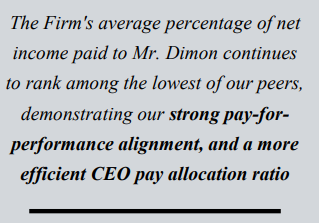 The Firm's average percentage of net
income paid to Mr. Dimon continues
to rank among the lowest of our peers,
demonstrating our strong pay-for-
performance alignment, and a more
efficient CEO pay allocation ratio